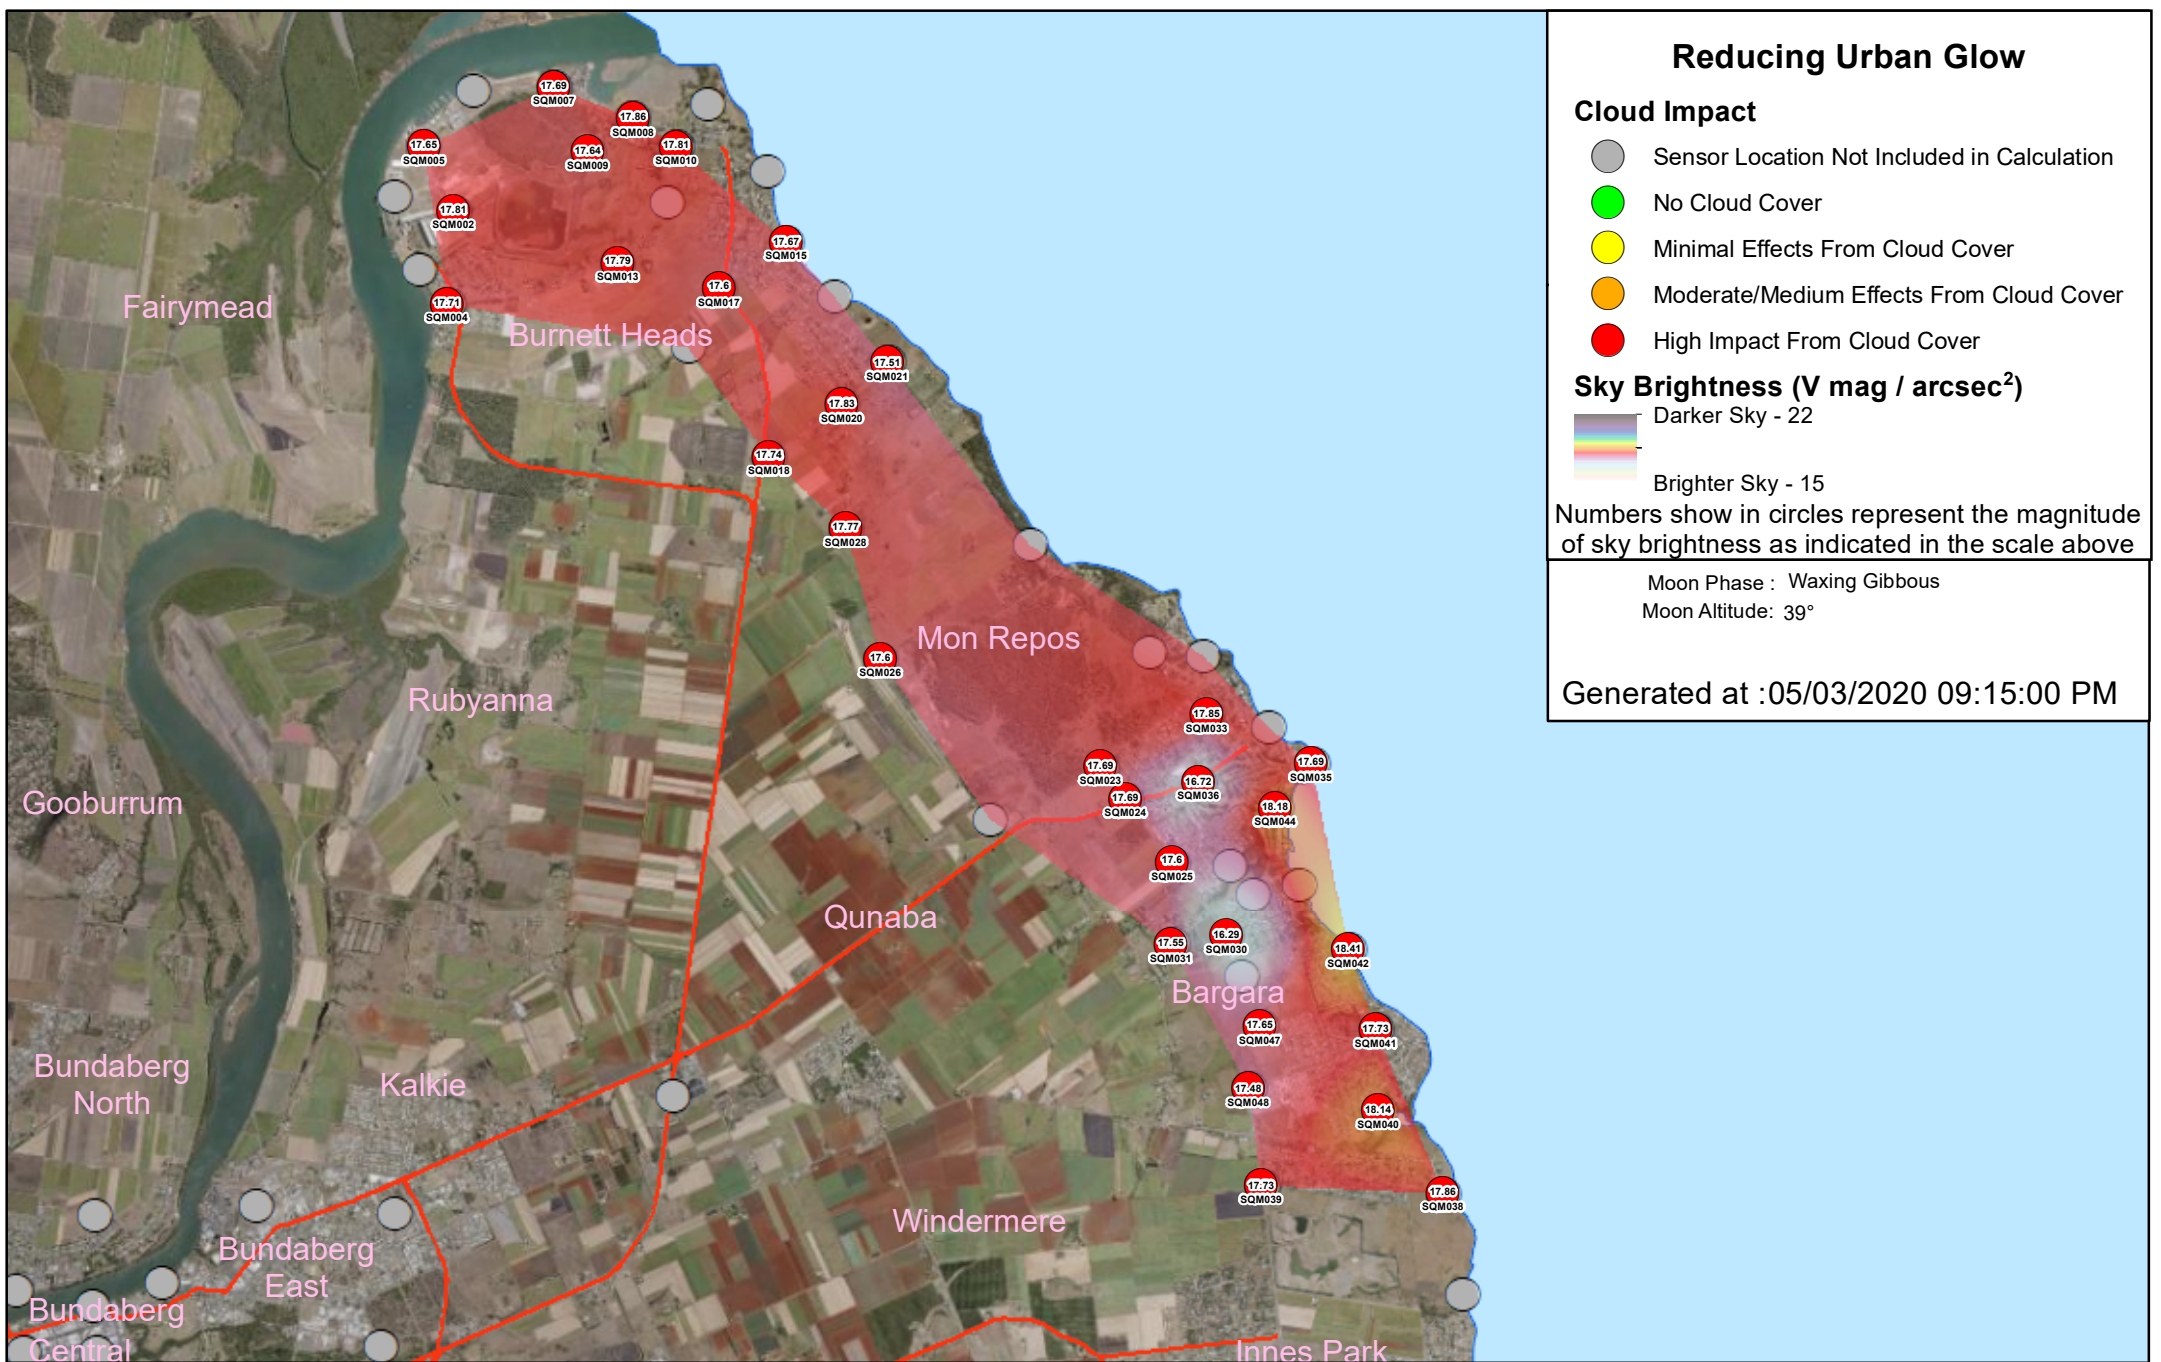 Reducing Urban Glow
Cloud Impact
Sensor Location Not Included in Calculation
No Cloud Cover
Minimal Effects From Cloud Cover
Moderate/Medium Effects From Cloud Cover
High Impact From Cloud Cover
Sky Brightness (V mag / arcsec²)
Darker Sky - 22
Brighter Sky - 15
Numbers show in circles represent the magnitude
of sky brightness as indicated in the scale above
Moon Phase : Waxing Gibbous
Moon Altitude: 39°
Generated at :05/03/2020 09:15:00 PM
17.69
SQM007
17.86
SQM008
17.65
SQM005
17.64
SQM009
17.81
SQM010
17.81
SQM002
17.67
SQM015
17.79
SQM013
17.6
SQM017
17.71
SQM004
Fairymead
Burnett Heads
17.51
SQM021
17.83
SQM020
17.74
SQM018
17.77
SQM028
Mon Repos
17.6
SQM026
Rubyanna
17.85
SQM033
17.69
SQM023
17.69
SQM035
16.72
SQM036
17.69
SQM024
18.18
SQM044
Gooburrum
17.6
SQM025
Qunaba
16.29
SQM030
17.55
SQM031
18.41
SQM042
Bargara
17.65
SQM047
17.73
SQM041
Bundaberg
North
Kalkie
17.48
SQM048
18.14
SQM040
17.73
SQM039
17.86
SQM038
Windermere
Bundaberg
East
Bundaberg
Central
Innes Park